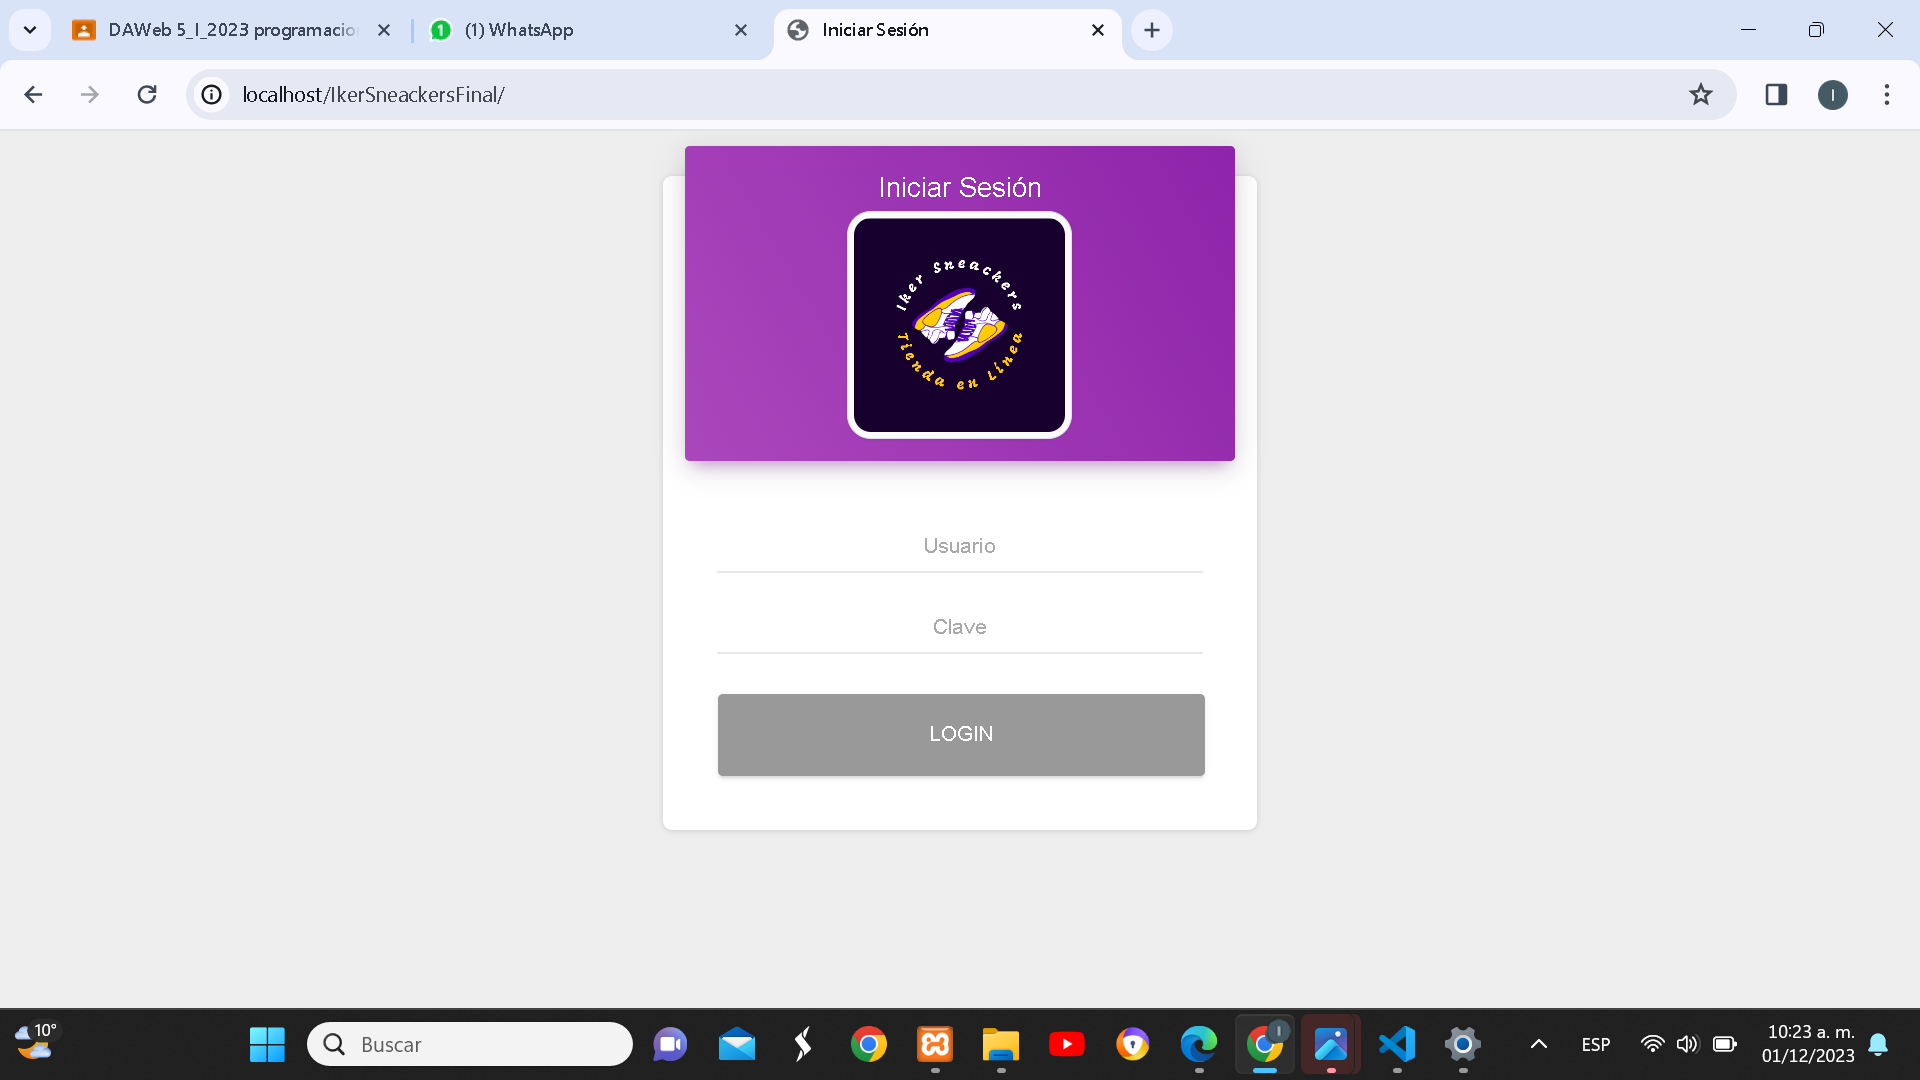 DAWeb 5_I_2023 programacio
(1) WhatsApp
Iniciar Sesión
localhost/IkerSneackersFinal/
I
Iniciar Sesión
Iker Sneackers
Tienda en Linea
Usuario
Clave
LOGIN
10°
Buscar
ESP
10:23 a. m.
01/12/2023